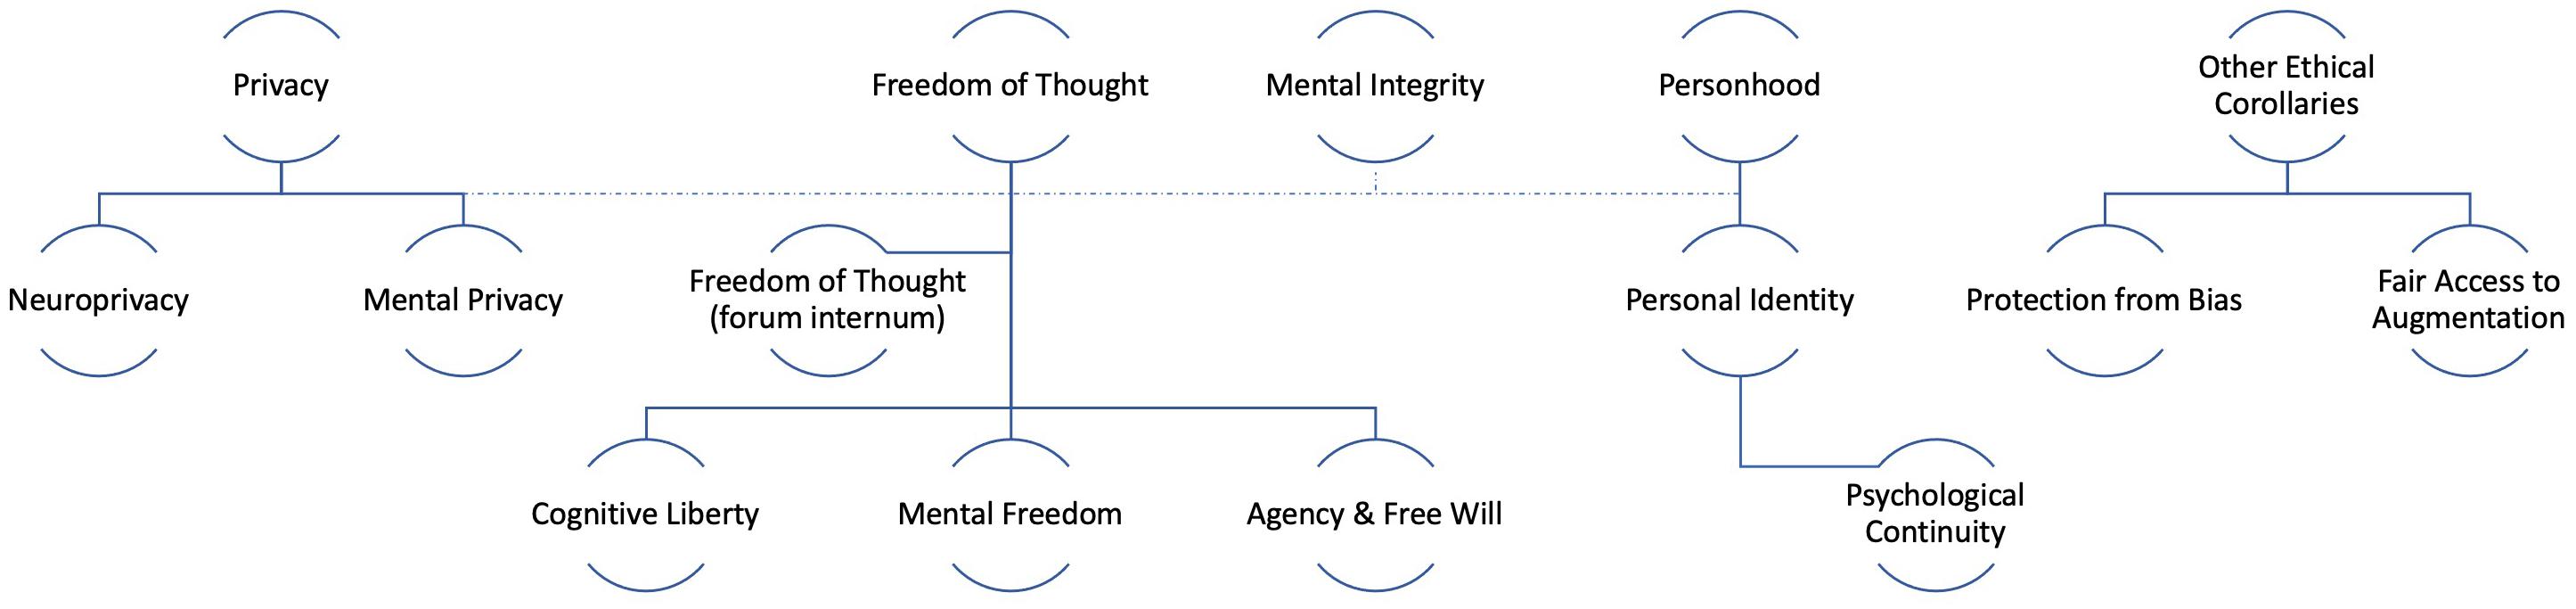 Privacy
Freedom of Thought
Mental Integrity
Personhood
Other Ethical
Corollaries
Neuroprivacy
Mental Privacy
Freedom of Thought
(forum internum)
Personal Identity
Protection from Bias
Fair Access to
Augmentation
Cognitive Liberty
Mental Freedom
Agency & Free Will
Psychological
Continuity